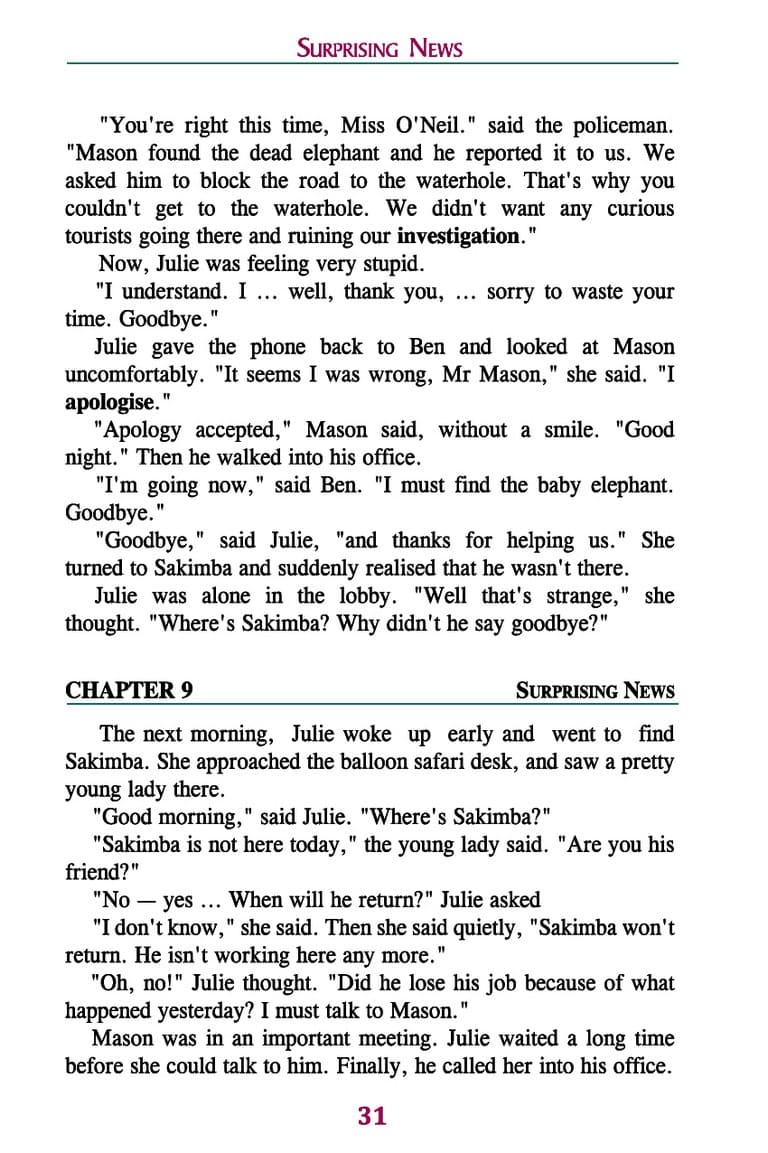 SURPRISING NEWS
"You're right this time, Miss O'Neil." said the policeman.
"Mason found the dead elephant and he reported it to us. We
asked him to block the road to the waterhole. That's why you
couldn't get to the waterhole. We didn't want any curious
tourists going there and ruining our investigation."
Now, Julie was feeling very stupid.
"I understand. I ... well, thank you, ... sorry to waste your
time. Goodbye."
Julie gave the phone back to Ben and looked at Mason
uncomfortably. "It seems I was wrong, Mr Mason," she said. "I
apologise."
"Apology accepted," Mason said, without a smile. "Good
night." Then he walked into his office.
"I'm going now," said Ben. "I must find the baby elephant.
Goodbye."
"Goodbye," said Julie, "and thanks for helping us." She
turned to Sakimba and suddenly realised that he wasn't there.
Julie was alone in the lobby. "Well that's strange," she
thought. "Where's Sakimba? Why didn't he say goodbye?"
CHAPTER 9 SURPRISING NEWS
The next morning, Julie woke up early and went to find
Sakimba. She approached the balloon safari desk, and saw a pretty
young lady there.
"Good morning," said Julie. "Where's Sakimba?"
"Sakimba is not here today," the young lady said. "Are you his
friend?"
"No — yes ... When will he return?" Julie asked
"I don't know," she said. Then she said quietly, "Sakimba won't
return. He isn't working here any more."
"Oh, no!" Julie thought. "Did he lose his job because of what
happened yesterday? I must talk to Mason."
Mason was in an important meeting. Julie waited a long time
before she could talk to him. Finally, he called her into his office.
31